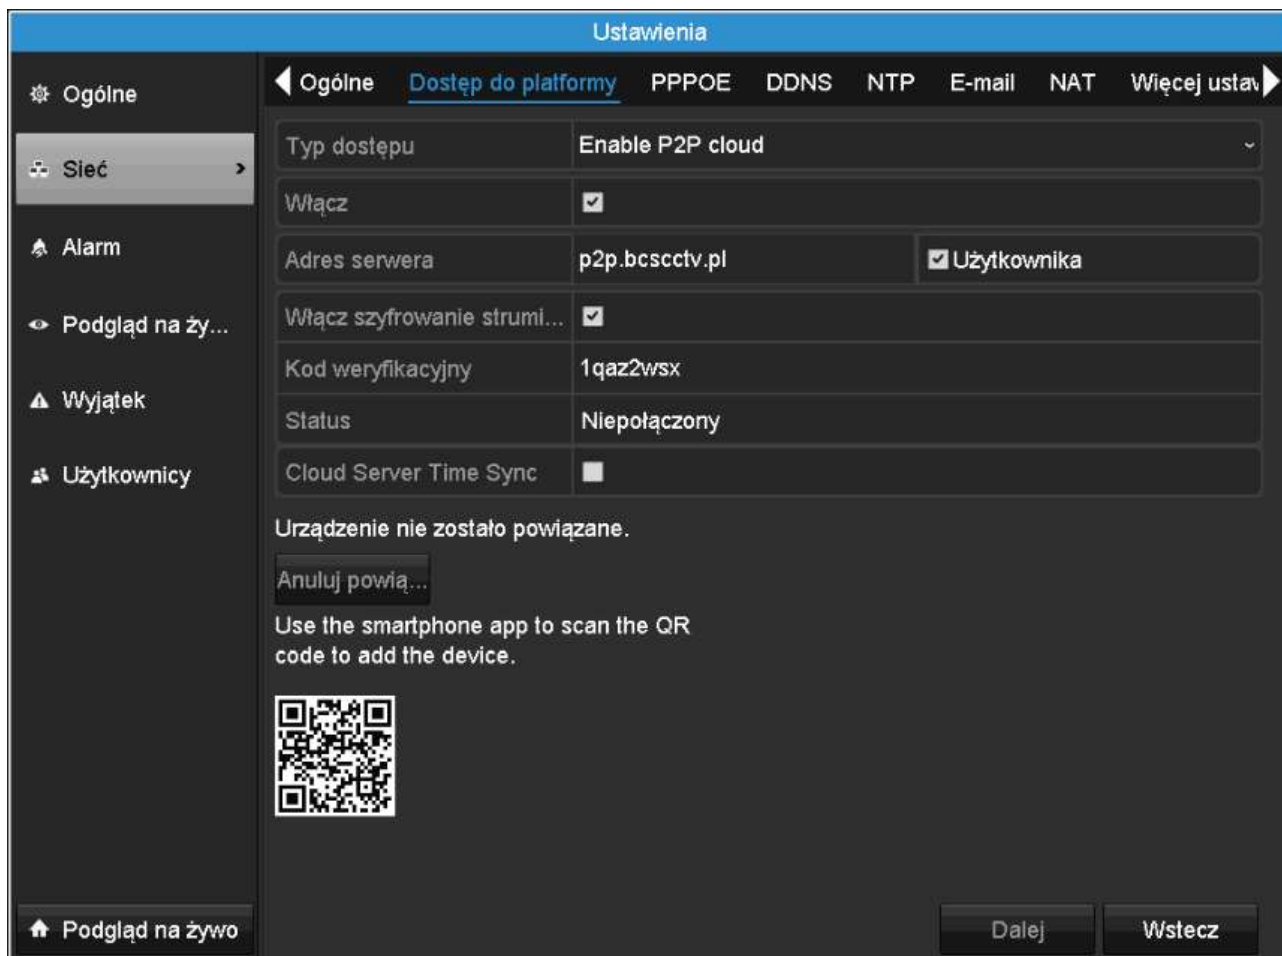 Ustawienia
Ogólne
Sieć
Alarm
Podgląd na ży...
Wyjątek
Użytkownicy
Podgląd na żywo
Ogólne Dostęp do platformy PPPOE DDNS NTP E-mail NAT Więcej ustaw
Typ dostępu Enable P2P cloud
Włącz
Adres serwera p2p.bcscctv.pl Użytkownika
Włącz szyfrowanie strumi...
Kod weryfikacyjny 1qaz2wsx
Status Niepołączony
Cloud Server Time Sync
Urządzenie nie zostało powiązane.
Anuluj powią...
Use the smartphone app to scan the QR
code to add the device.
Dalej Wstecz